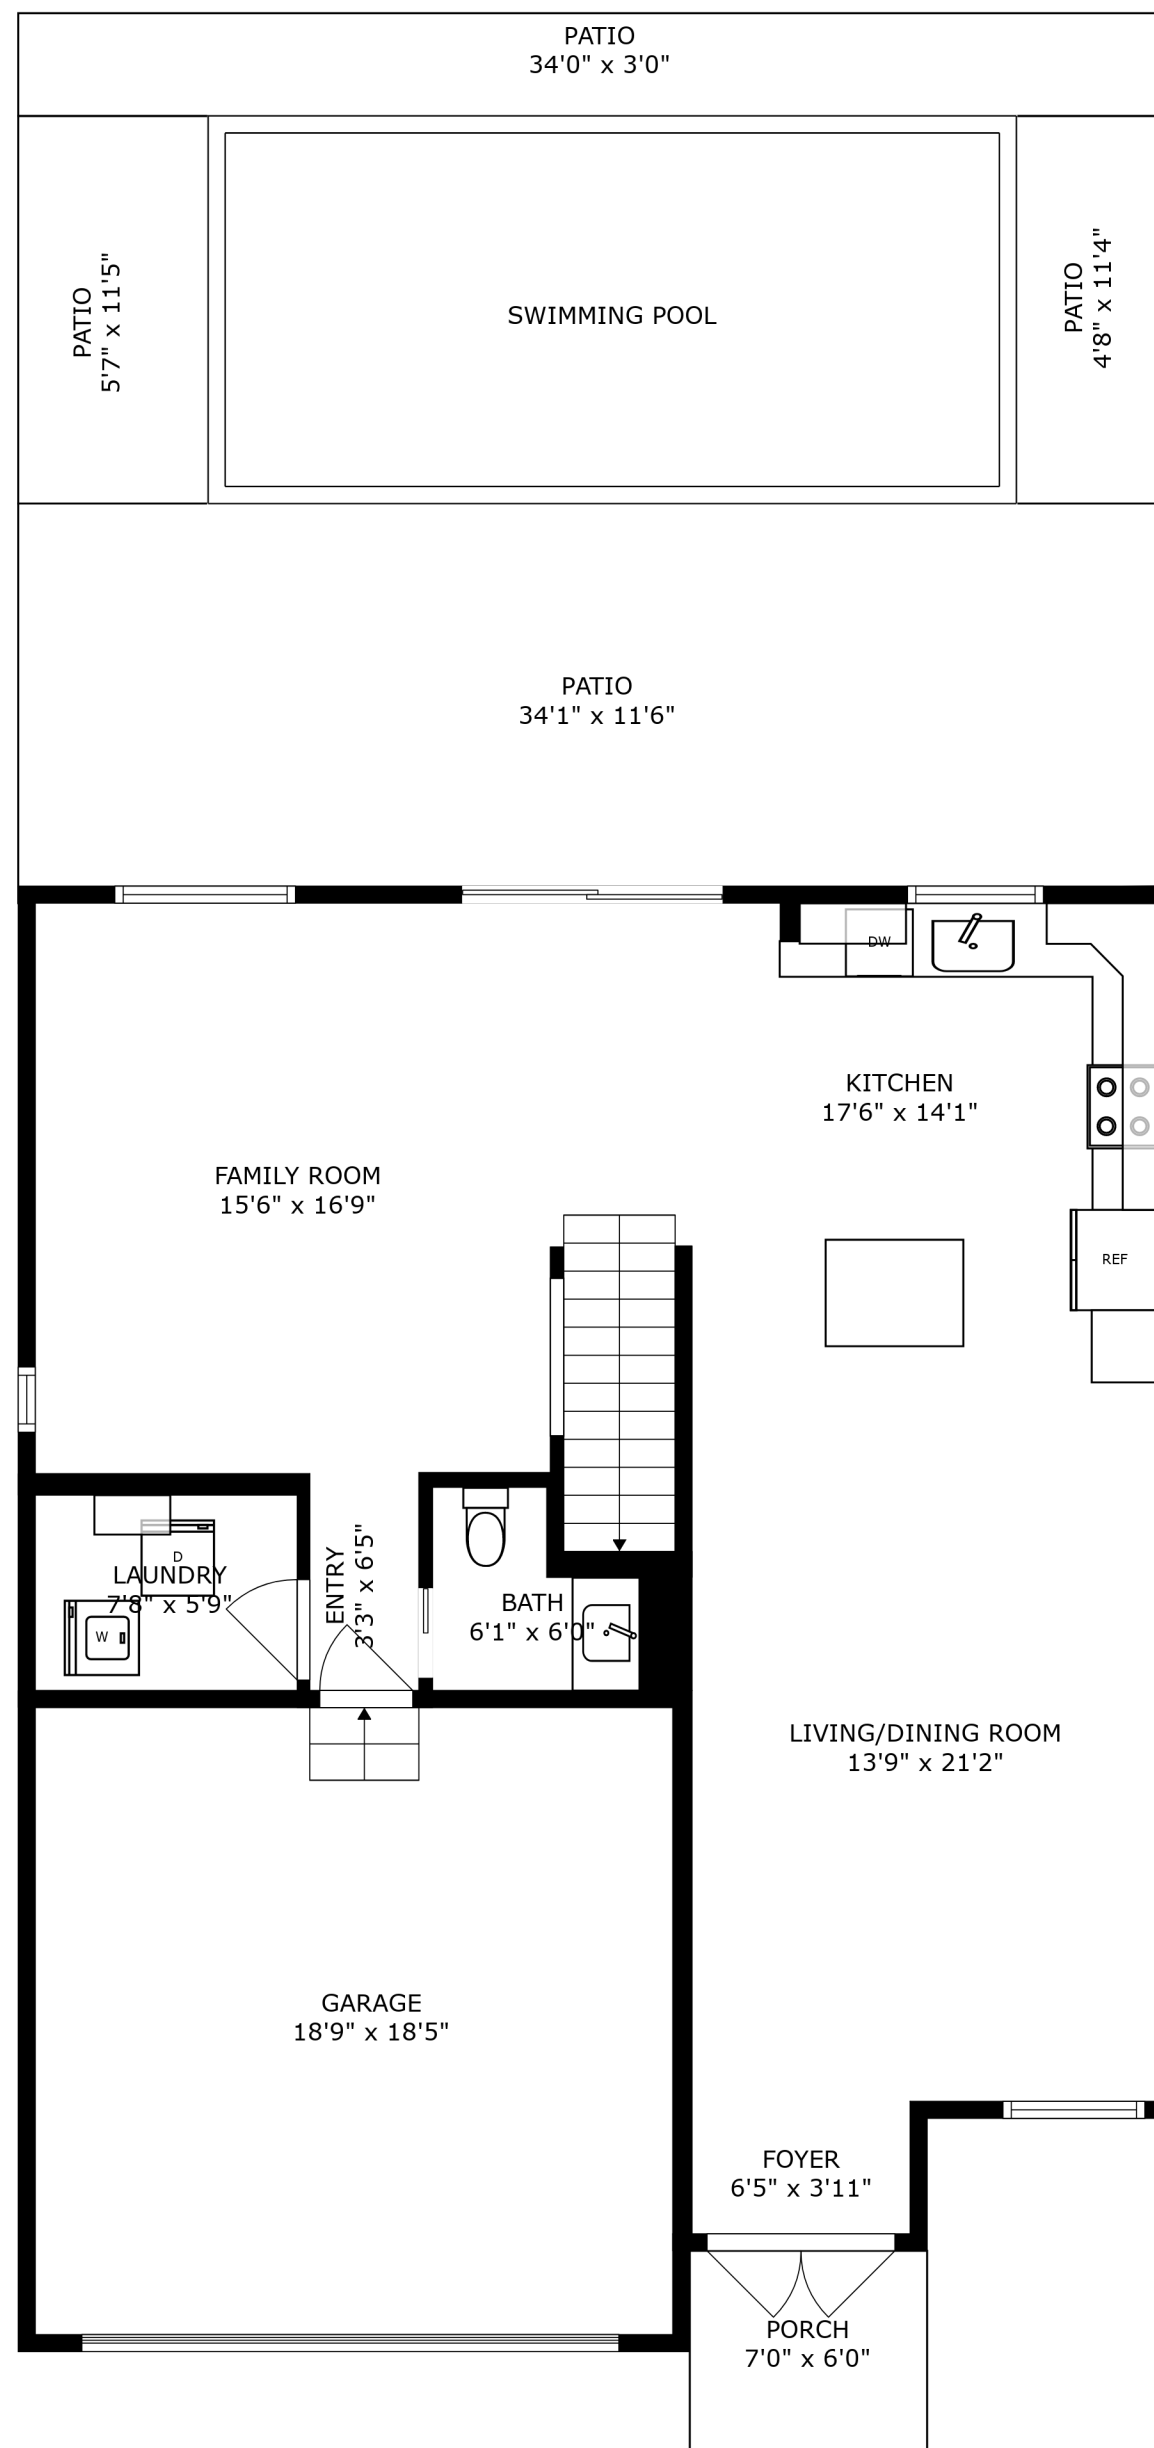 PATIO
34'0" x 3'0"
PATIO
5'7" x 11'5"
SWIMMING POOL
PATIO
4'8" x 11'4"
PATIO
34'1" x 11'6"
DW
KITCHEN
17'6" x 14'1"
FAMILY ROOM
15'6" x 16'9"
REF
D
LAUNDRY
7'8" x 5'9"
W
ENTRY
3'3" x 6'5"
BATH
6'1" x 6'0"
LIVING/DINING ROOM
13'9" x 21'2"
GARAGE
18'9" x 18'5"
FOYER
6'5" x 3'11"
PORCH
7'0" x 6'0"